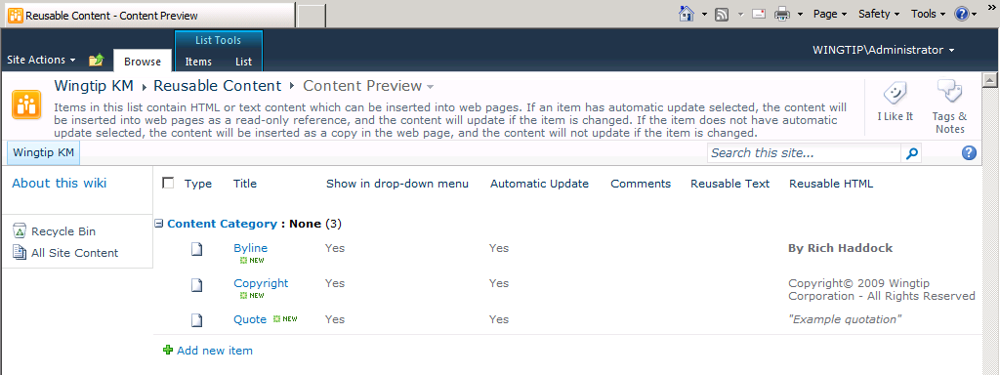 Reusable Content - Content Preview
Page Safety Tools »
List Tools
Site Actions Browse Items List WINGTIP\Administrator
Wingtip KM Reusable Content Content Preview
Items in this list contain HTML or text content which can be inserted into web pages. If an item has automatic update selected, the content will
be inserted into web pages as a read-only reference, and the content will update if the item is changed. If the item does not have automatic
update selected, the content will be inserted as a copy in the web page, and the content will not update if the item is changed.
I Like It
Tags &
Notes
Wingtip KM Search this site...
About this wiki
Recycle Bin
All Site Content
Type Title Show in drop-down menu Automatic Update Comments Reusable Text Reusable HTML
Content Category : None (3)
Byline Yes Yes By Rich Haddock
NEW
Copyright Yes Yes Copyright© 2009 Wingtip
NEW Corporation - All Rights Reserved
Quote NEW Yes Yes "Example quotation"
Add new item